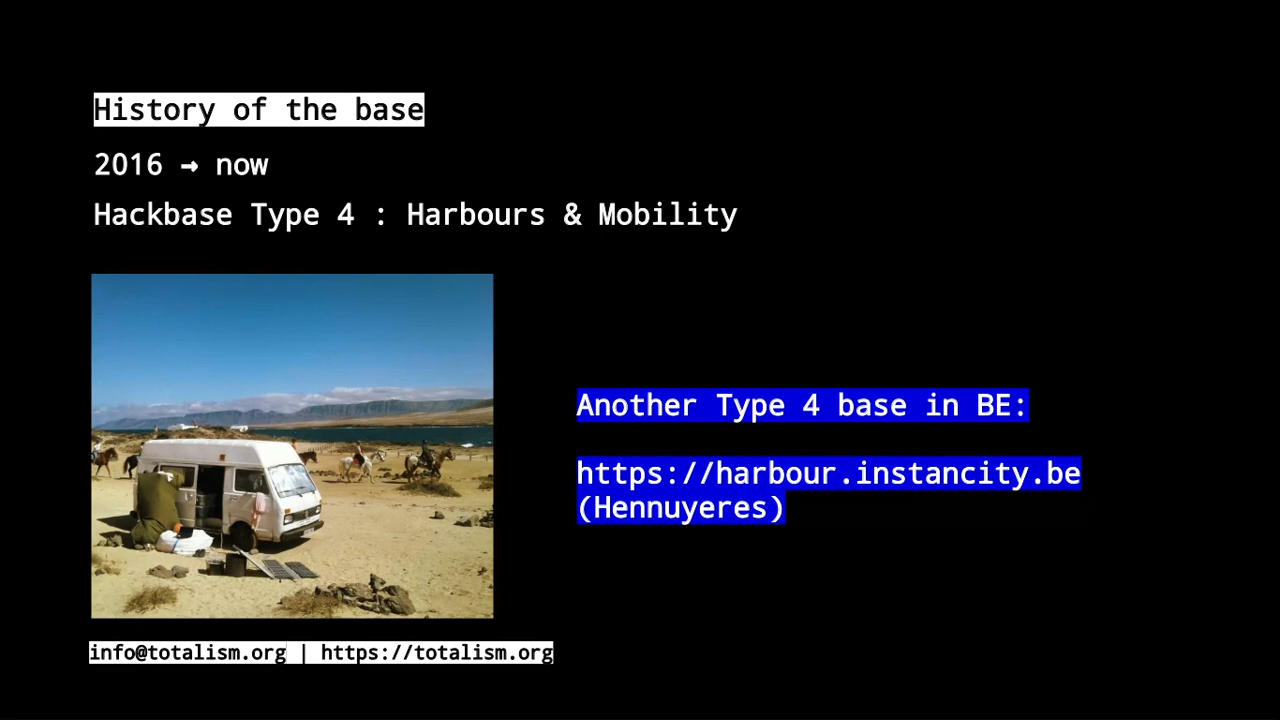 History of the base
2016 → now
Hackbase Type 4 : Harbours & Mobility
Another Type 4 base in BE:
https://harbour.instancity.be
(Hennuyeres)
info@totalism.org | https://totalism.org